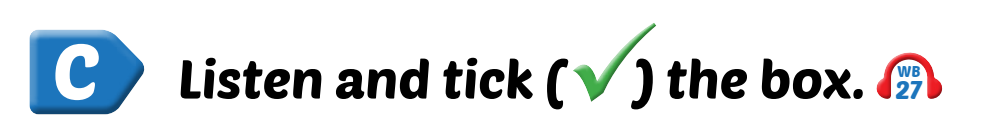 C Listen and tick (✓) the box. WB 27